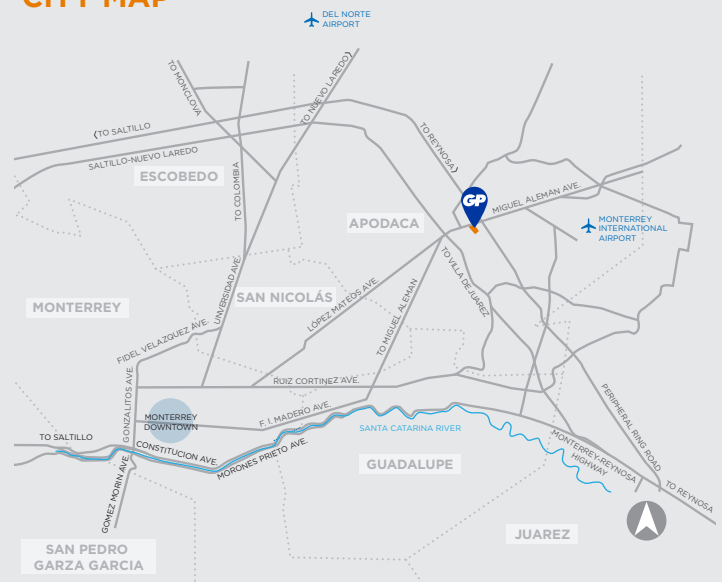 CITY MAP
DEL NORTE
AIRPORT
TO MONCLOVA
TO NUEVO LAREDO
TO SALTILLO
TO REYNOSA
SALTILLO-NUEVO LAREDO
ESCOBEDO
TO COLOMBIA
GP
MIGUEL ALEMAN AVE.
APODACA
MONTERREY
INTERNATIONAL
AIRPORT
TO VILLA DE JUAREZ
UNIVERSIDAD AVE.
SAN NICOLÁS
LÓPEZ MATEOS AVE.
TO MIGUEL ALEMAN
MONTERREY
FIDEL VELAZQUEZ AVE.
RUIZ CORTINEZ AVE.
GONZALITOS AVE.
MONTERREY
DOWNTOWN
F. I. MADERO AVE.
PERIPHERAL RING ROAD
SANTA CATARINA RIVER
TO SALTILLO
CONSTITUCION AVE.
MORONES PRIETO AVE.
MONTERREY-REYNOSA
HIGHWAY
GUADALUPE
GOMEZ MORIN AVE.
TO REYNOSA
JUAREZ
SAN PEDRO
GARZA GARCIA